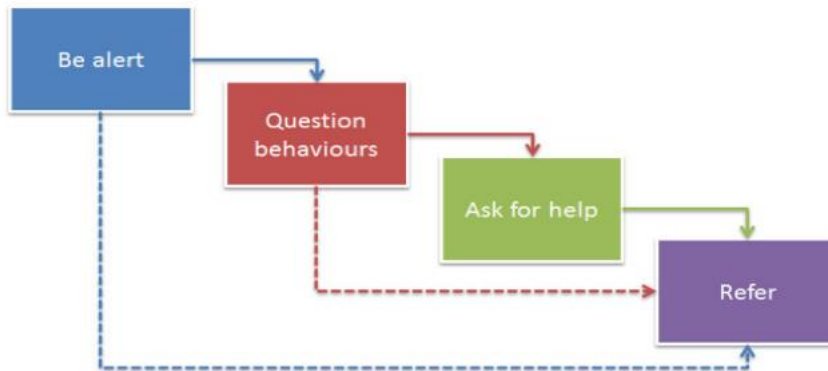 Be alert
Question
behaviours
Ask for help
Refer